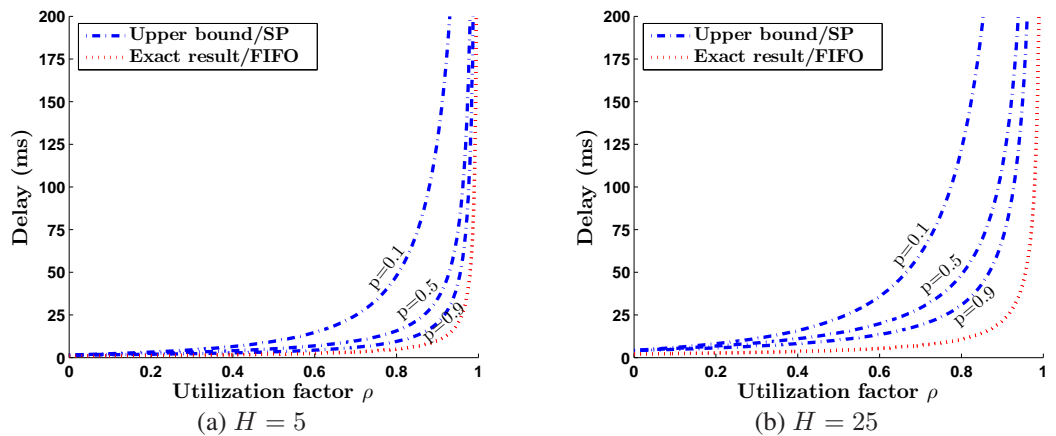 Upper bound/SP
Exact result/FIFO
Delay (ms)
200
175
150
125
100
75
50
25
0
p=0.1
p=0.5
p=0.9
0
0.2
0.4
0.6
0.8
1
Utilization factor ρ
(a) H = 5
Upper bound/SP
Exact result/FIFO
Delay (ms)
200
175
150
125
100
75
50
25
0
p=0.1
p=0.5
p=0.9
0
0.2
0.4
0.6
0.8
1
Utilization factor ρ
(b) H = 25